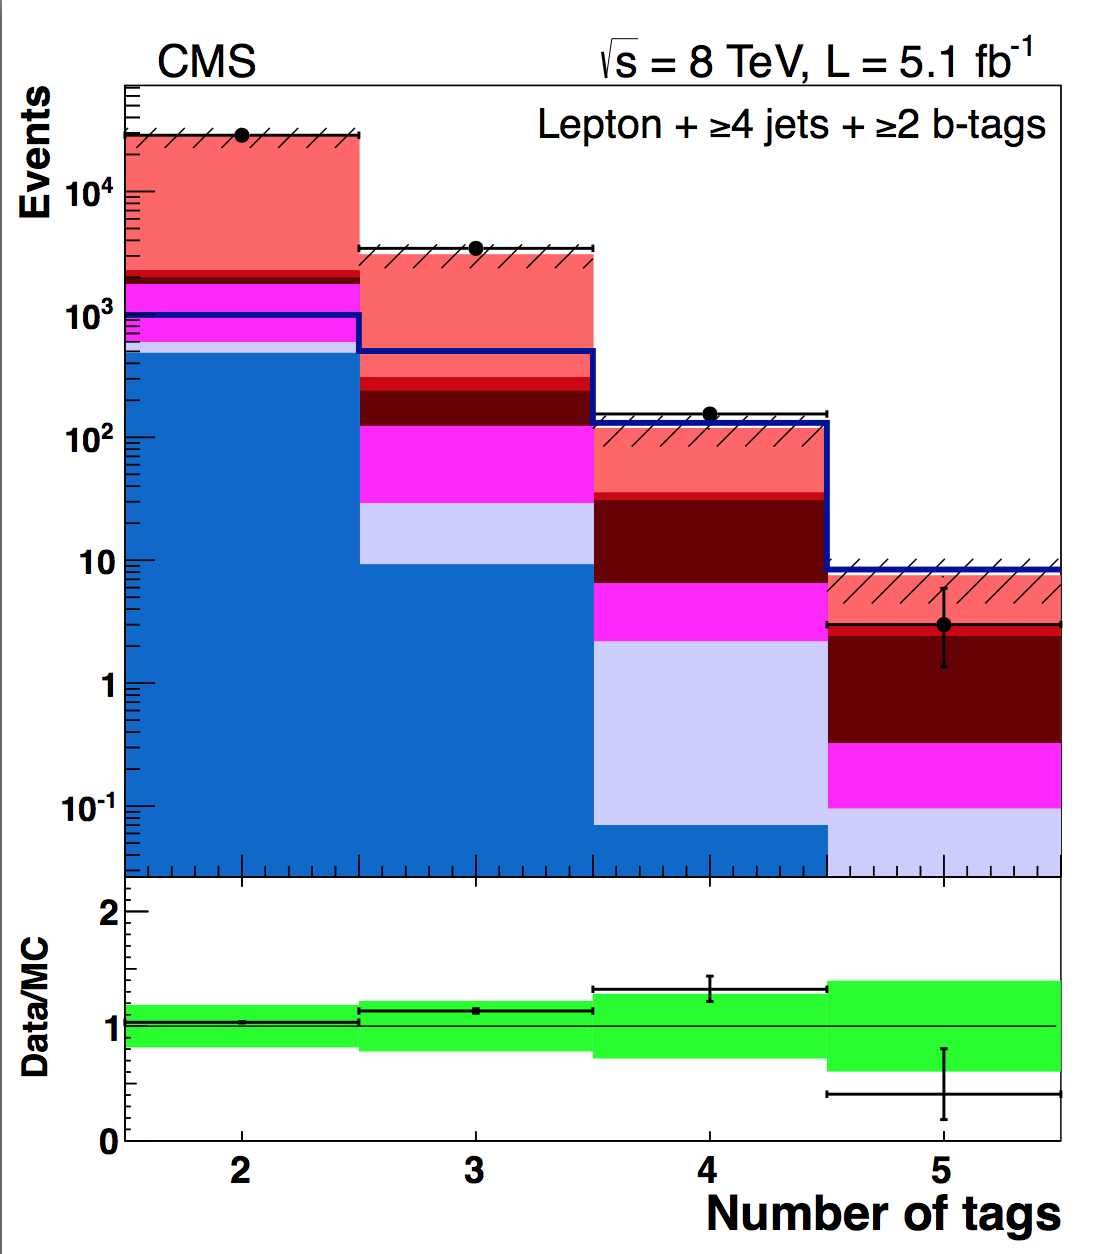 CMS √s = 8 TeV, L = 5.1 fb⁻¹
Lepton + ≥4 jets + ≥2 b-tags
Events
10⁴
10³
10²
10
1
10⁻¹
Data/MC
2
1
0
2 3 4 5
Number of tags